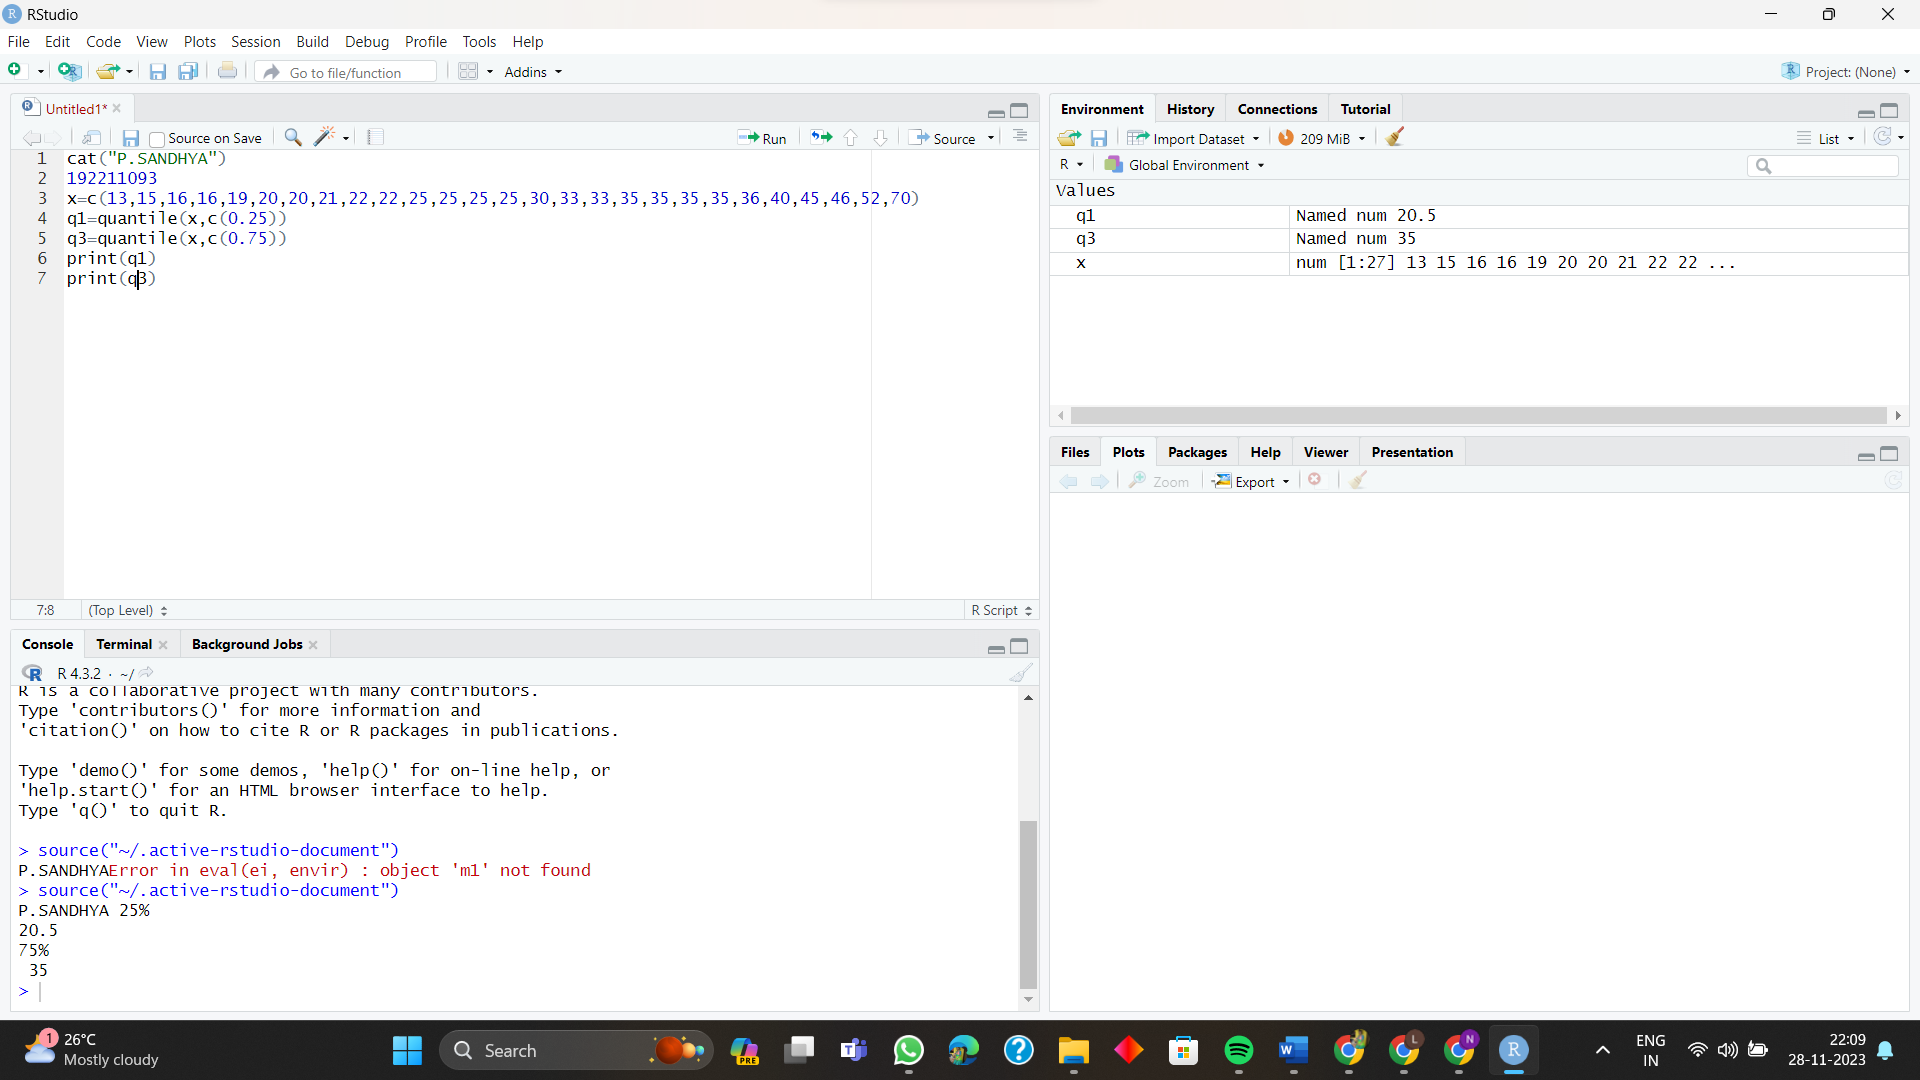 RStudio
File Edit Code View Plots Session Build Debug Profile Tools Help
Go to file/function Addins Project: (None)
Untitled1*
Source on Save Run Source
1 cat("P.SANDHYA")
2 192211093
3 x=c(13,15,16,16,19,20,20,21,22,22,25,25,25,25,30,33,33,35,35,35,35,36,40,45,46,52,70)
4 q1=quantile(x,c(0.25))
5 q3=quantile(x,c(0.75))
6 print(q1)
7 print(q3)
7:8 (Top Level) R Script
Console Terminal Background Jobs
R 4.3.2 · ~/
R is a collaborative project with many contributors.
Type 'contributors()' for more information and
'citation()' on how to cite R or R packages in publications.
Type 'demo()' for some demos, 'help()' for on-line help, or
'help.start()' for an HTML browser interface to help.
Type 'q()' to quit R.
> source("~/.active-rstudio-document")
P.SANDHYAError in eval(ei, envir) : object 'm1' not found
> source("~/.active-rstudio-document")
P.SANDHYA 25%
20.5
75%
35
>
Environment History Connections Tutorial
Import Dataset 209 MiB List
R Global Environment
Values
q1 Named num 20.5
q3 Named num 35
x num [1:27] 13 15 16 16 19 20 20 21 22 22 ...
Files Plots Packages Help Viewer Presentation
Zoom Export
1 26°C
Mostly cloudy
Search
PRE
L
N
ENG
IN
22:09
28-11-2023